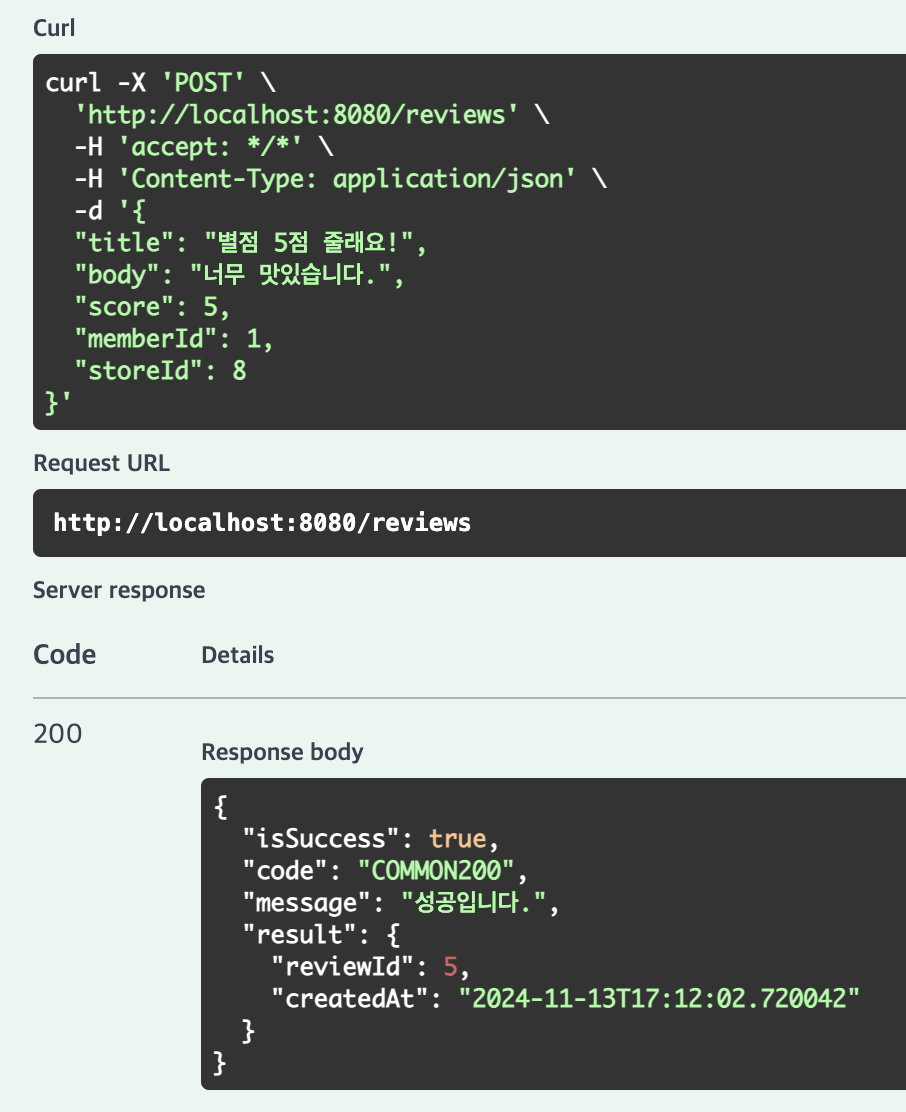 Curl
curl -X 'POST' \
  'http://localhost:8080/reviews' \
  -H 'accept: */*' \
  -H 'Content-Type: application/json' \
  -d '{
  "title": "별점 5점 줄래요!",
  "body": "너무 맛있습니다.",
  "score": 5,
  "memberId": 1,
  "storeId": 8
}'
Request URL
http://localhost:8080/reviews
Server response
Code Details
200
Response body
{
  "isSuccess": true,
  "code": "COMMON200",
  "message": "성공입니다.",
  "result": {
    "reviewId": 5,
    "createdAt": "2024-11-13T17:12:02.720042"
  }
}